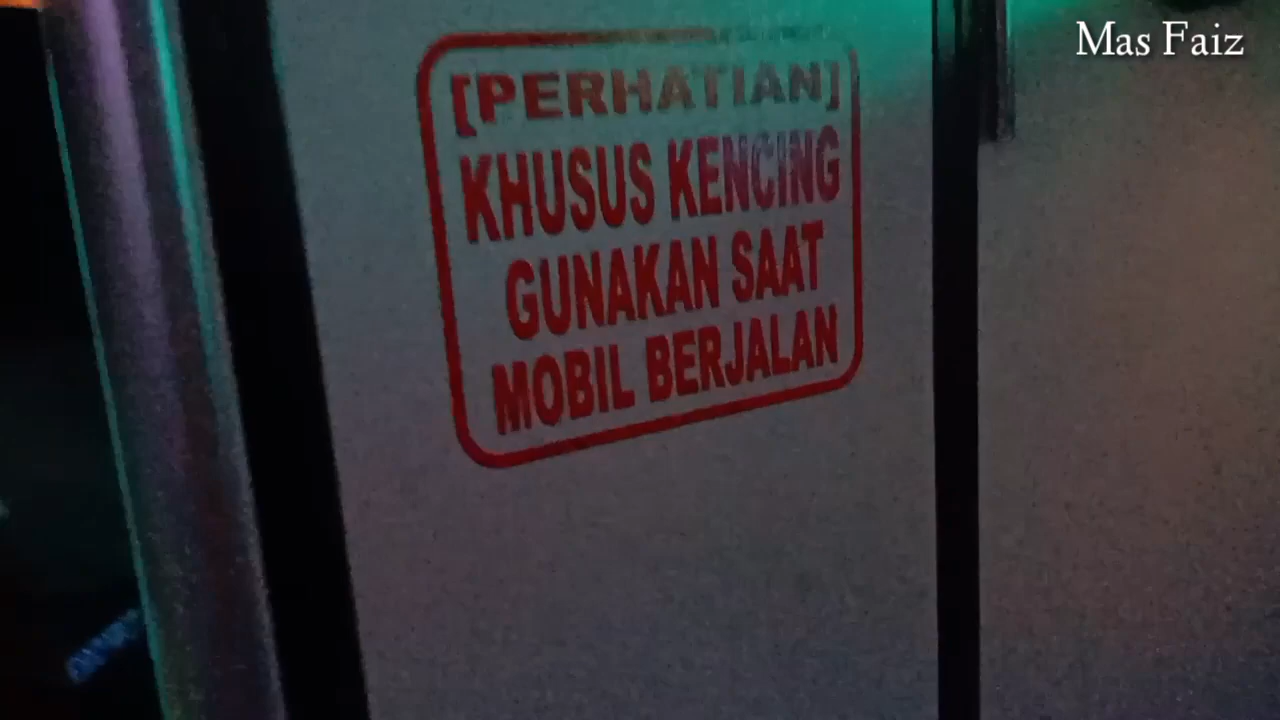 Mas Faiz
[PERHATIAN]
KHUSUS KENCING
GUNAKAN SAAT
MOBIL BERJALAN